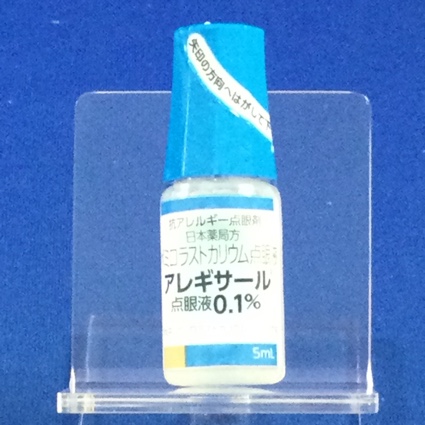 矢印の方向へはがして下
抗アレルギー点眼剤
日本薬局方
ペミロラストカリウム点眼液
アレギサール
点眼液0.1%
5mL